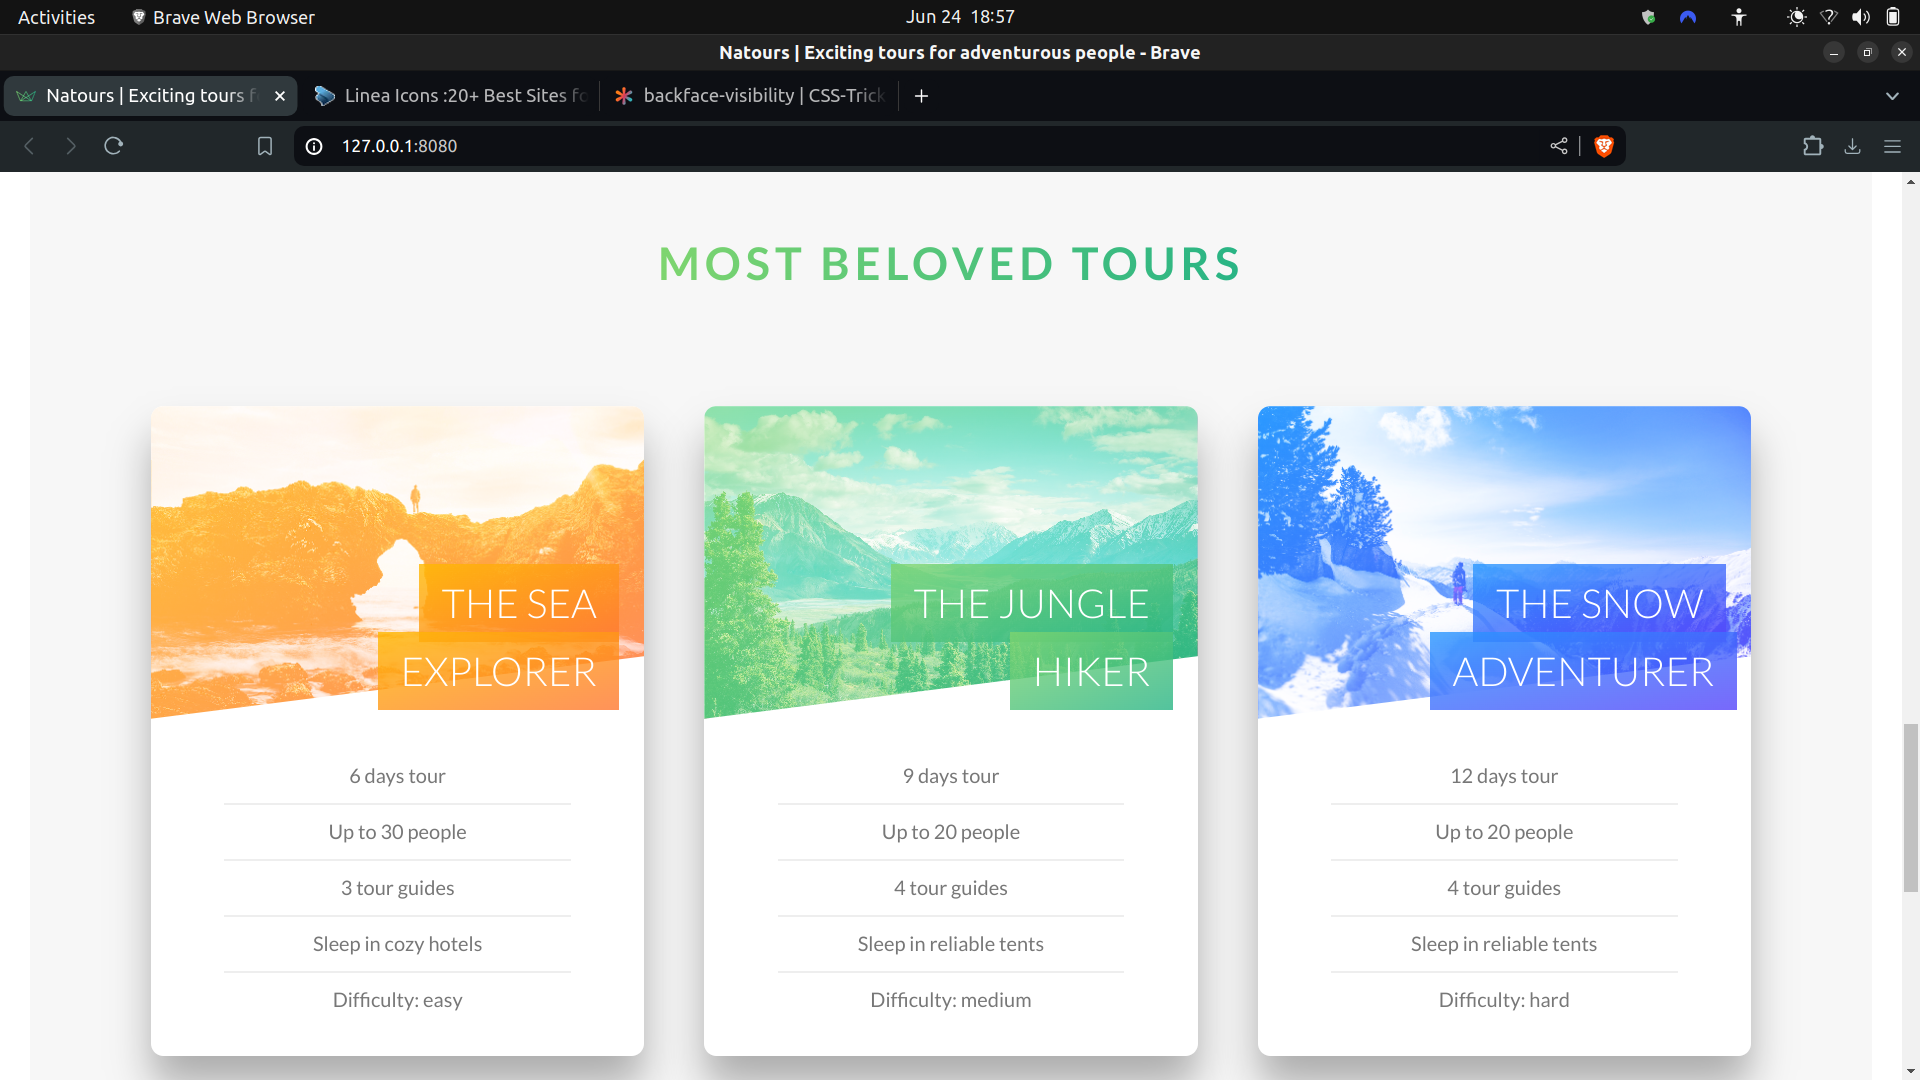 Activities
Brave Web Browser
Jun 24 18:57
Natours | Exciting tours for adventurous people - Brave
Natours | Exciting tours f
Linea Icons :20+ Best Sites fo
backface-visibility | CSS-Trick
127.0.0.1:8080
MOST BELOVED TOURS
THE SEA
EXPLORER
6 days tour
Up to 30 people
3 tour guides
Sleep in cozy hotels
Difficulty: easy
THE JUNGLE
HIKER
9 days tour
Up to 20 people
4 tour guides
Sleep in reliable tents
Difficulty: medium
THE SNOW
ADVENTURER
12 days tour
Up to 20 people
4 tour guides
Sleep in reliable tents
Difficulty: hard